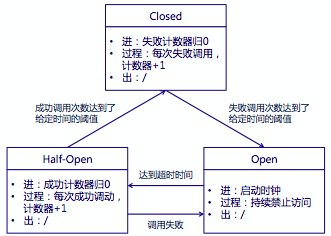 Closed
• 进：失败计数器归0
• 过程：每次失败调用，
计数器+1
• 出：/
成功调用次数达到了
给定时间的阈值
失败调用次数达到了
给定时间的阈值
Half-Open
• 进：成功计数器归0
• 过程：每次成功调动，
计数器+1
• 出：/
达到超时时间
调用失败
Open
• 进：启动时钟
• 过程：持续禁止访问
• 出：/